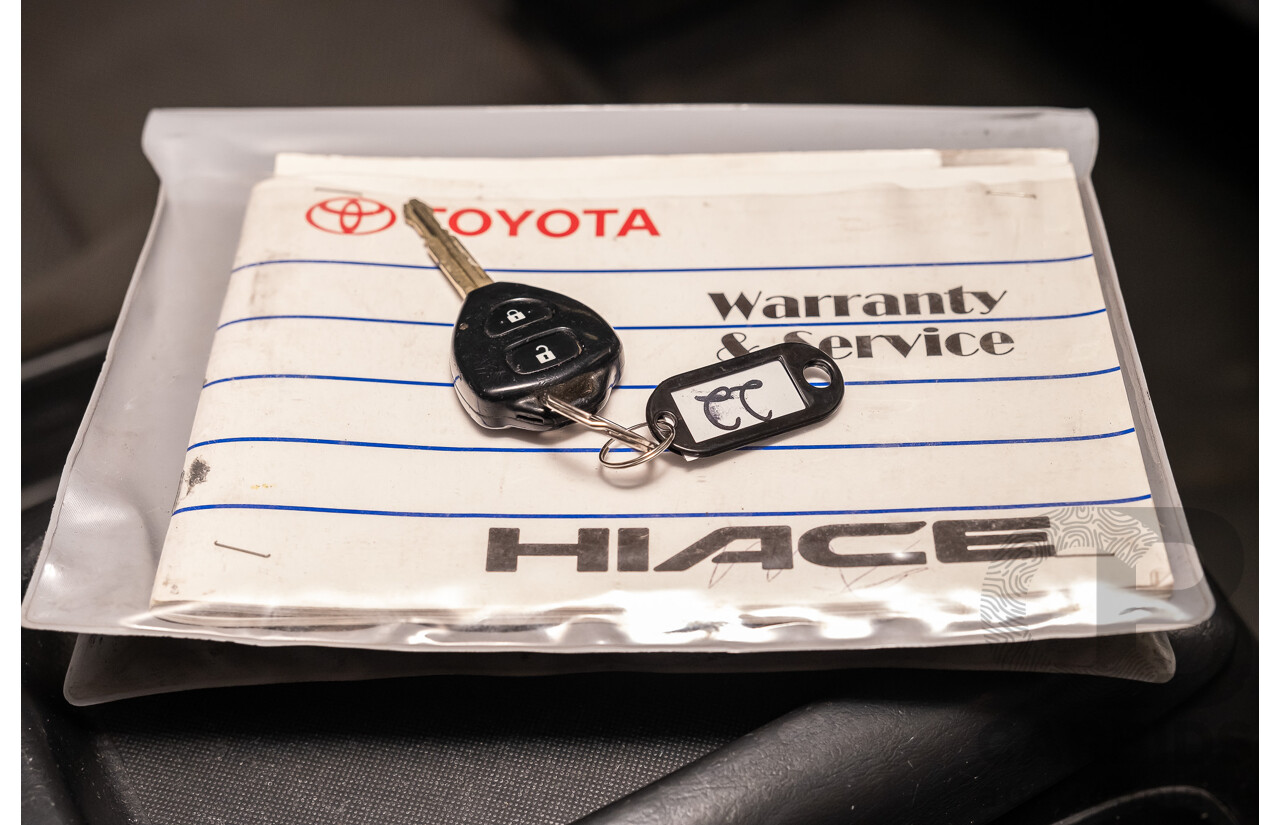 TOYOTA
Warranty
& Service
HIACE